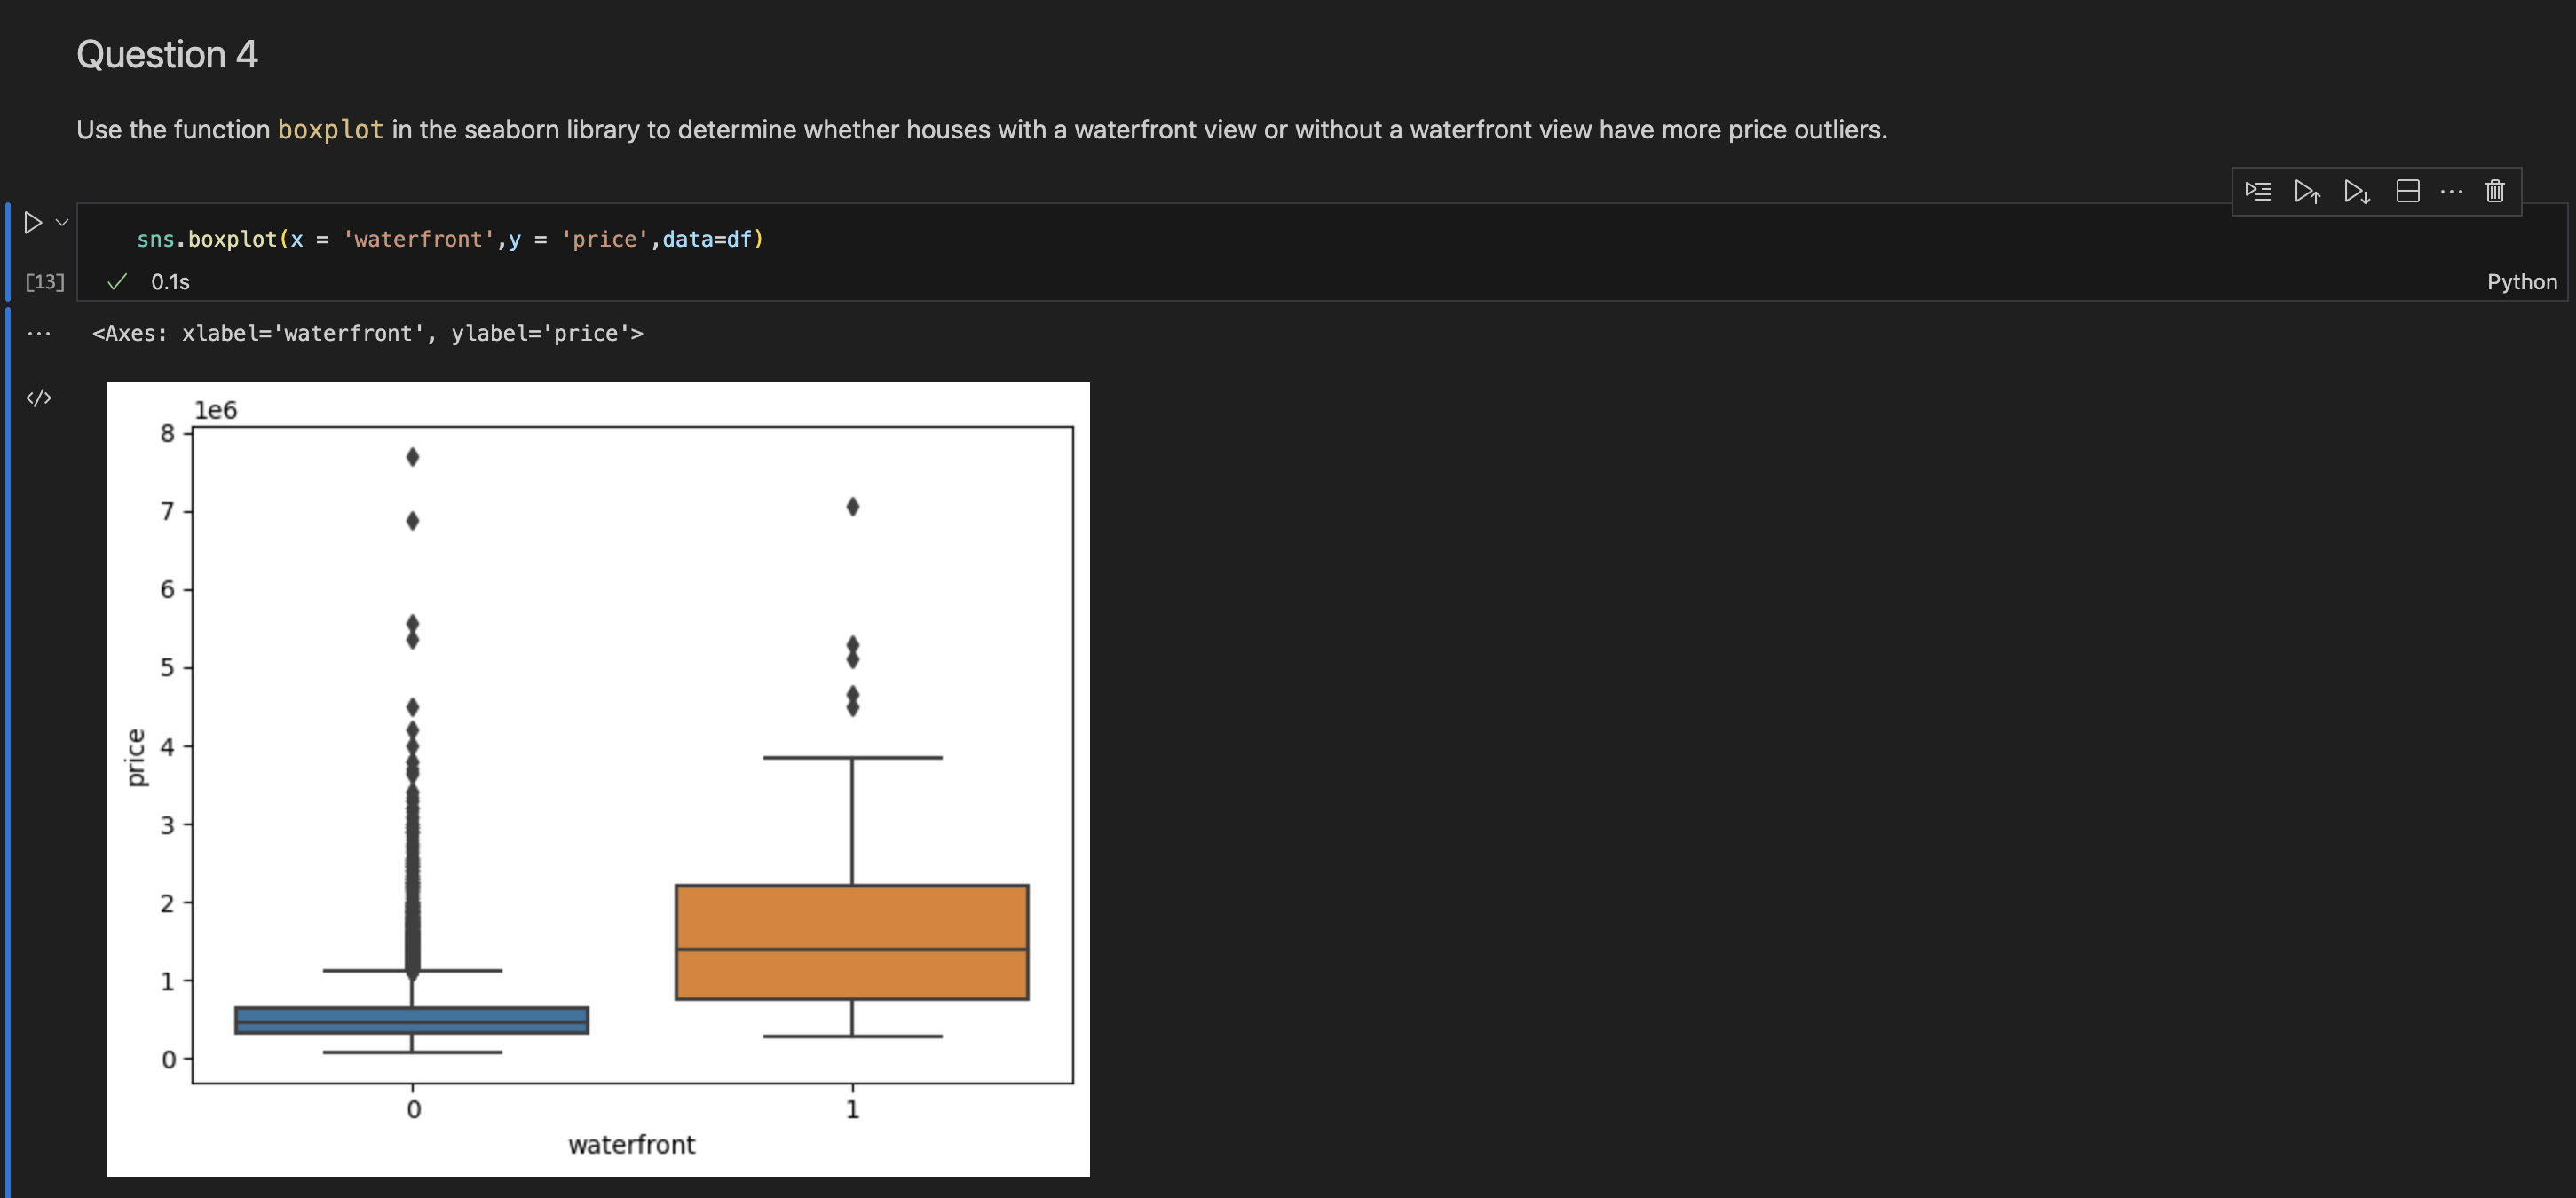 Question 4
Use the function boxplot in the seaborn library to determine whether houses with a waterfront view or without a waterfront view have more price outliers.
sns.boxplot(x = 'waterfront',y = 'price',data=df)
[13]
0.1s
Python
<Axes: xlabel='waterfront', ylabel='price'>
1e6
8
7
6
5
4
3
2
1
0
price
0 1
waterfront